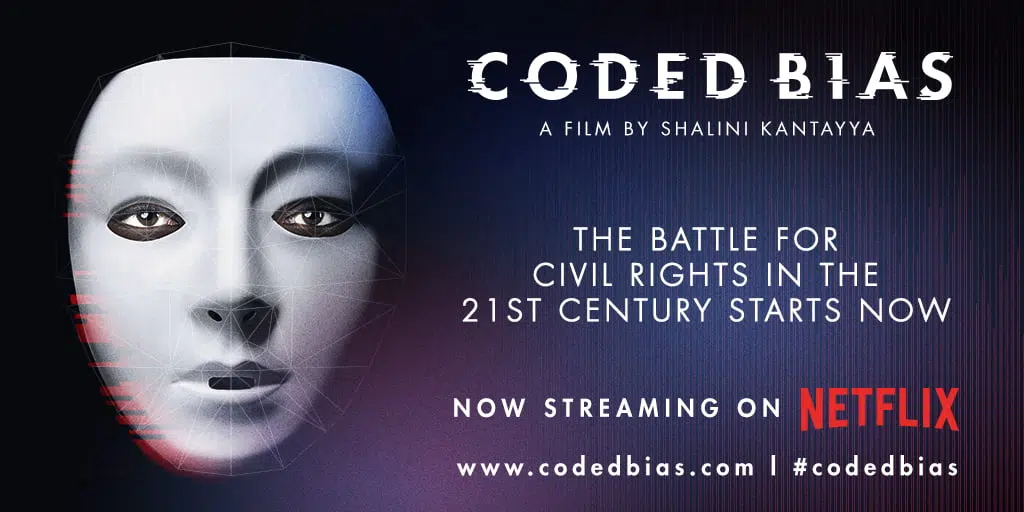 CODED BIAS
A FILM BY SHALINI KANTAYYA
THE BATTLE FOR
CIVIL RIGHTS IN THE
21ST CENTURY STARTS NOW
NOW STREAMING ON NETFLIX
www.codedbias.com | #codedbias